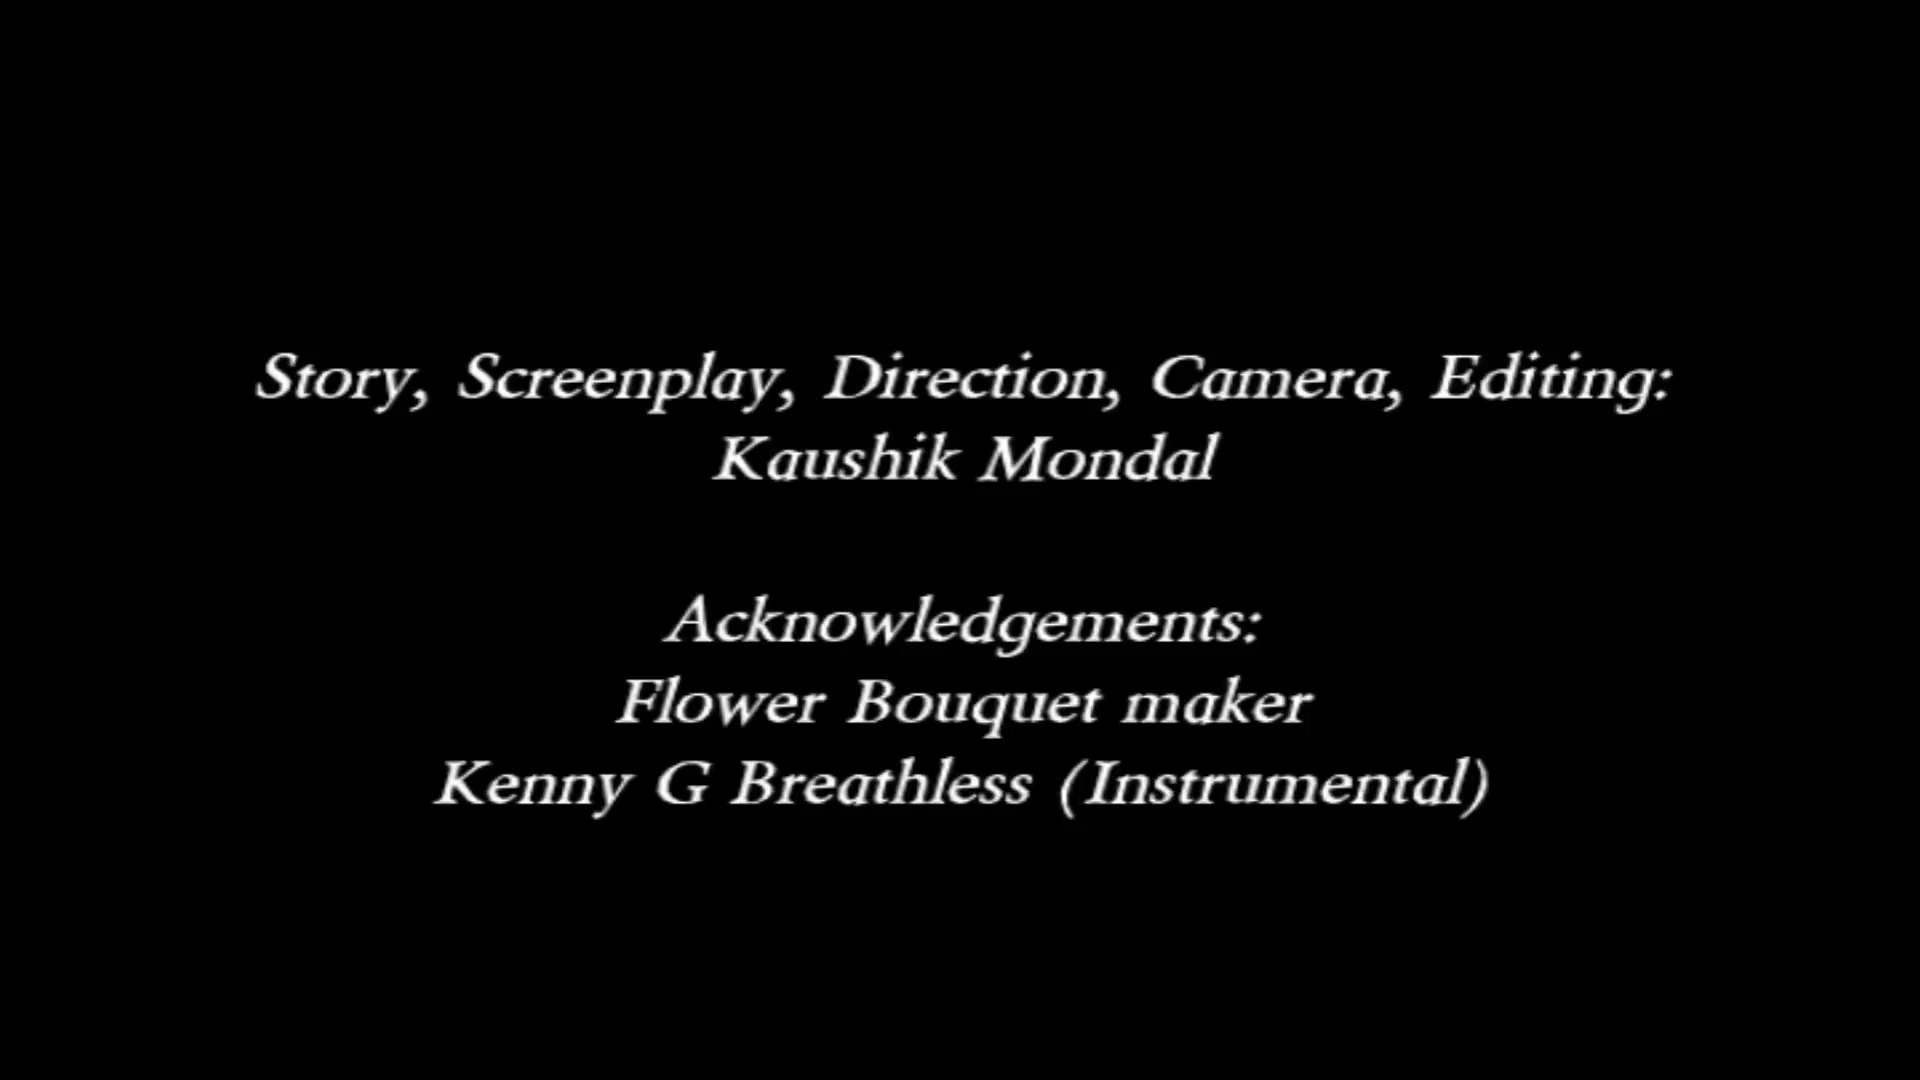 Story, Screenplay, Direction, Camera, Editing:
Kaushik Mondal
Acknowledgements:
Flower Bouquet maker
Kenny G Breathless (Instrumental)